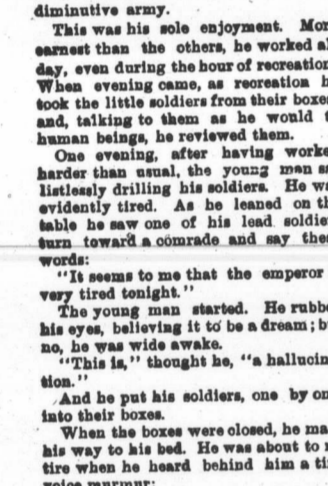 diminutive army.
This was his sole enjoyment. Mor
earnest than the others, he worked al
day, even during the hour of recreation
When evening came, as recreation h
took the little soldiers from their boxe
and, talking to them as he would t
human beings, he reviewed them.
One evening, after having worke
harder than usual, the young man sa
listlessly drilling his soldiers. He wa
evidently tired. As he leaned on th
table he saw one of his lead soldie
turn toward a comrade and say thes
words:
"It seems to me that the emperor
very tired tonight."
The young man started. He rubbe
his eyes, believing it to be a dream; b
no, he was wide awake.
"This is," thought he, "a hallucin
tion."
And he put his soldiers, one by on
into their boxes.
When the boxes were closed, he ma
his way to his bed. He was about to r
tire when he heard behind him a ti
voice murmur: